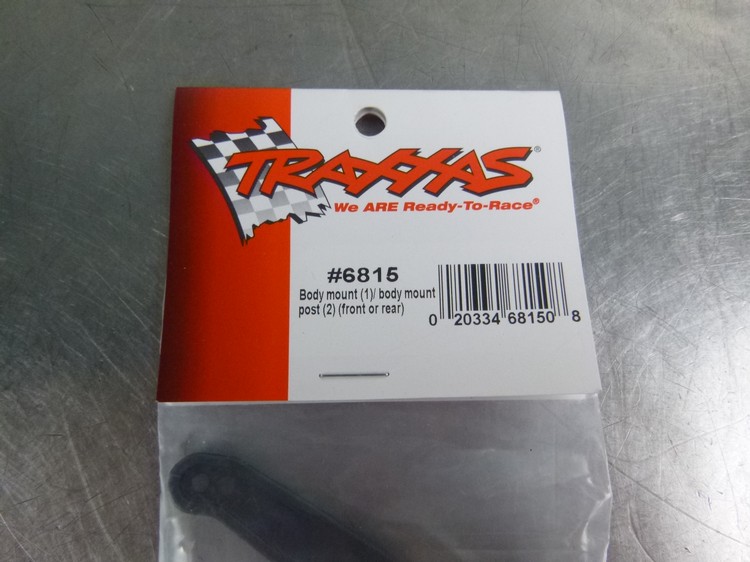 TRAXXAS®
We ARE Ready-To-Race®
#6815
Body mount (1)/ body mount
post (2) (front or rear)
0 20334 68150 8